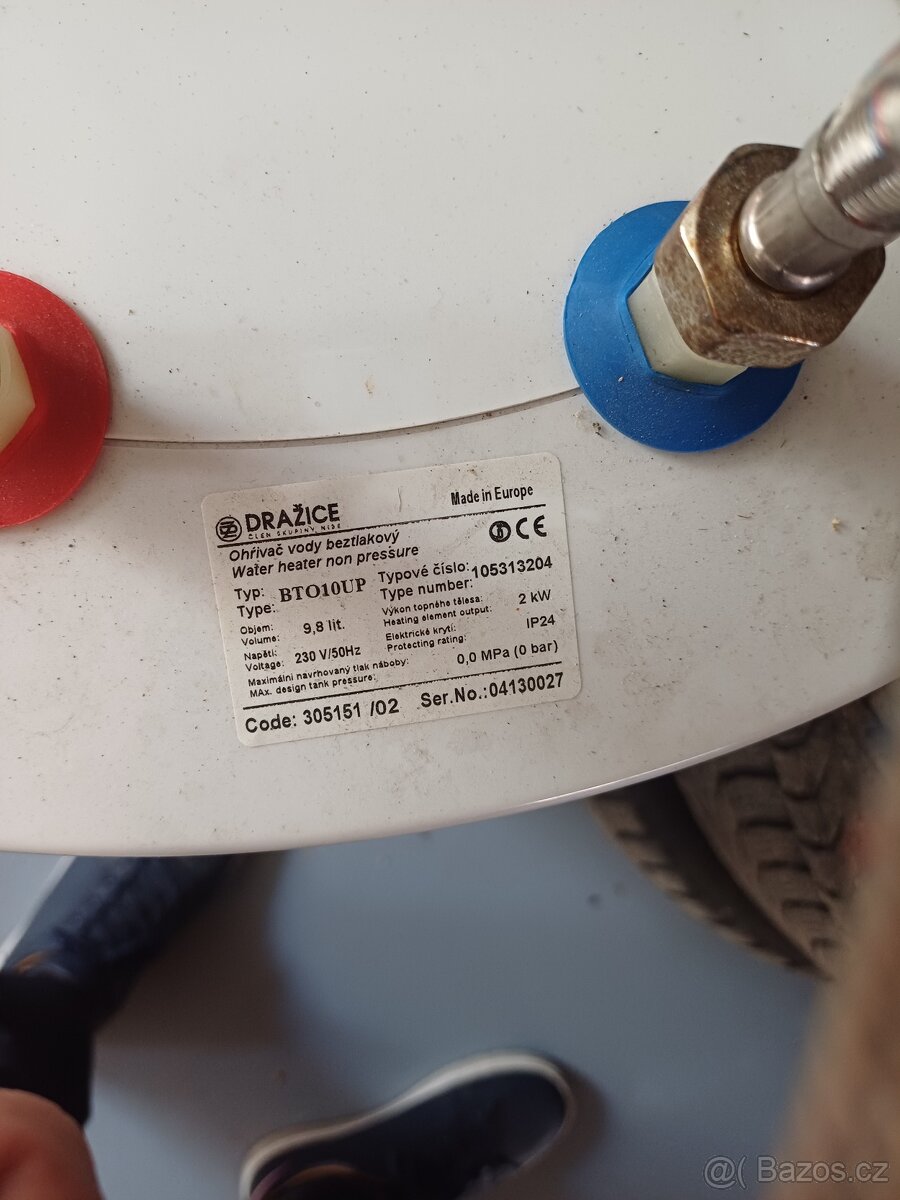 DRAŽICE
ČLEN SKUPINY NIBE
Made in Europe
Ohřivač vody beztlakový
Water heater non pressure
CE
Typ: BTO10UP
Type:
Typové číslo: 105313204
Type number:
Objem: 9,8 lit.
Volume:
Výkon topného tělesa: 2 kW
Heating element output:
Napětí: 230 V/50Hz
Voltage:
Elektrické krytí: IP24
Protecting rating:
Maximální navrhovaný tlak náboby: 0,0 MPa (0 bar)
MAx. design tank pressure:
Code: 305151 /02 Ser.No.:04130027
@( Bazos.cz